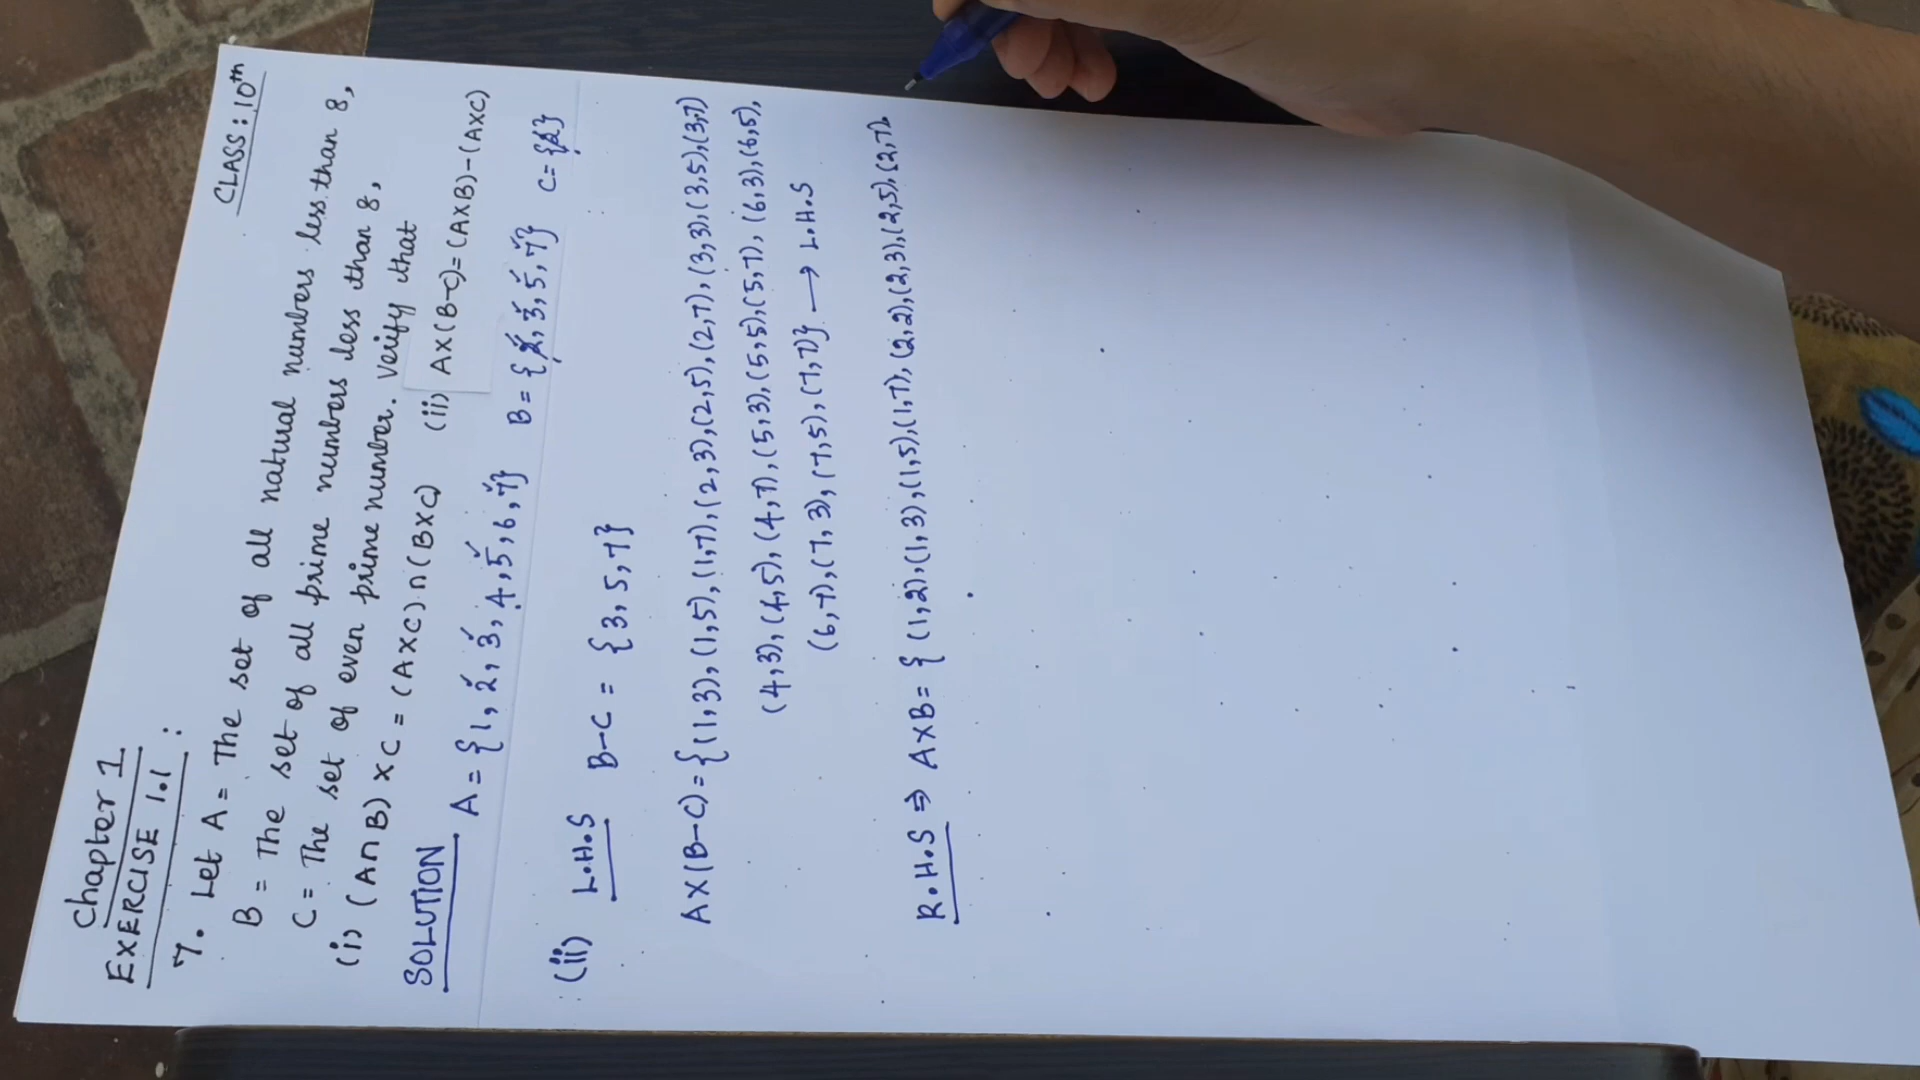 Chapter 1
CLASS : 10th
EXERCISE 1.1 :
7. Let A = The set of all natural numbers less than 8,
B = The set of all prime numbers less than 8,
C = The set of even prime number. Verify that
(i) (A∩B)×C = (A×C)∩(B×C) (ii) A×(B-C)=(A×B)-(A×C)
SOLUTION A = {1, 2, 3, 4, 5, 6, 7} B = {2, 3, 5, 7} C = {2}
(ii) L.H.S B-C = {3, 5, 7}
A×(B-C) = {(1,3),(1,5),(1,7),(2,3),(2,5),(2,7),(3,3),(3,5),(3,7)
(4,3),(4,5),(4,7),(5,3),(5,5),(5,7),(6,3),(6,5),
(6,7),(7,3),(7,5),(7,7)} → L.H.S
R.H.S ⇒ A×B = {(1,2),(1,3),(1,5),(1,7),(2,2),(2,3),(2,5),(2,7)